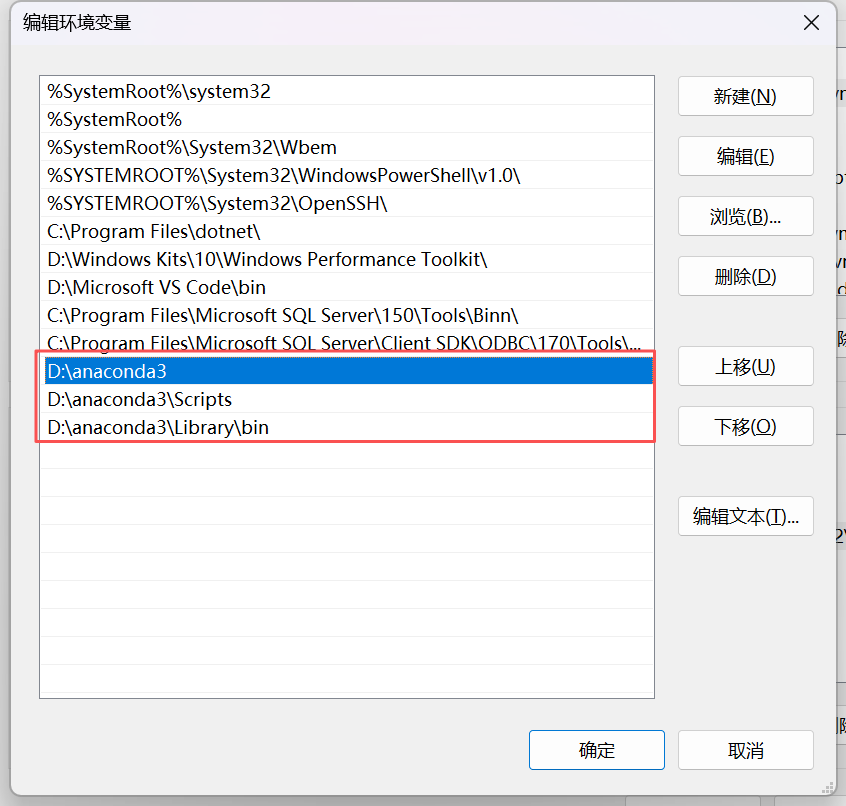 编辑环境变量
%SystemRoot%\system32
%SystemRoot%
%SystemRoot%\System32\Wbem
%SYSTEMROOT%\System32\WindowsPowerShell\v1.0\
%SYSTEMROOT%\System32\OpenSSH\
C:\Program Files\dotnet\
D:\Windows Kits\10\Windows Performance Toolkit\
D:\Microsoft VS Code\bin
C:\Program Files\Microsoft SQL Server\150\Tools\Binn\
C:\Program Files\Microsoft SQL Server\Client SDK\ODBC\170\Tools\...
D:\anaconda3
D:\anaconda3\Scripts
D:\anaconda3\Library\bin
新建(N)
编辑(E)
浏览(B)...
删除(D)
上移(U)
下移(O)
编辑文本(T)...
确定
取消